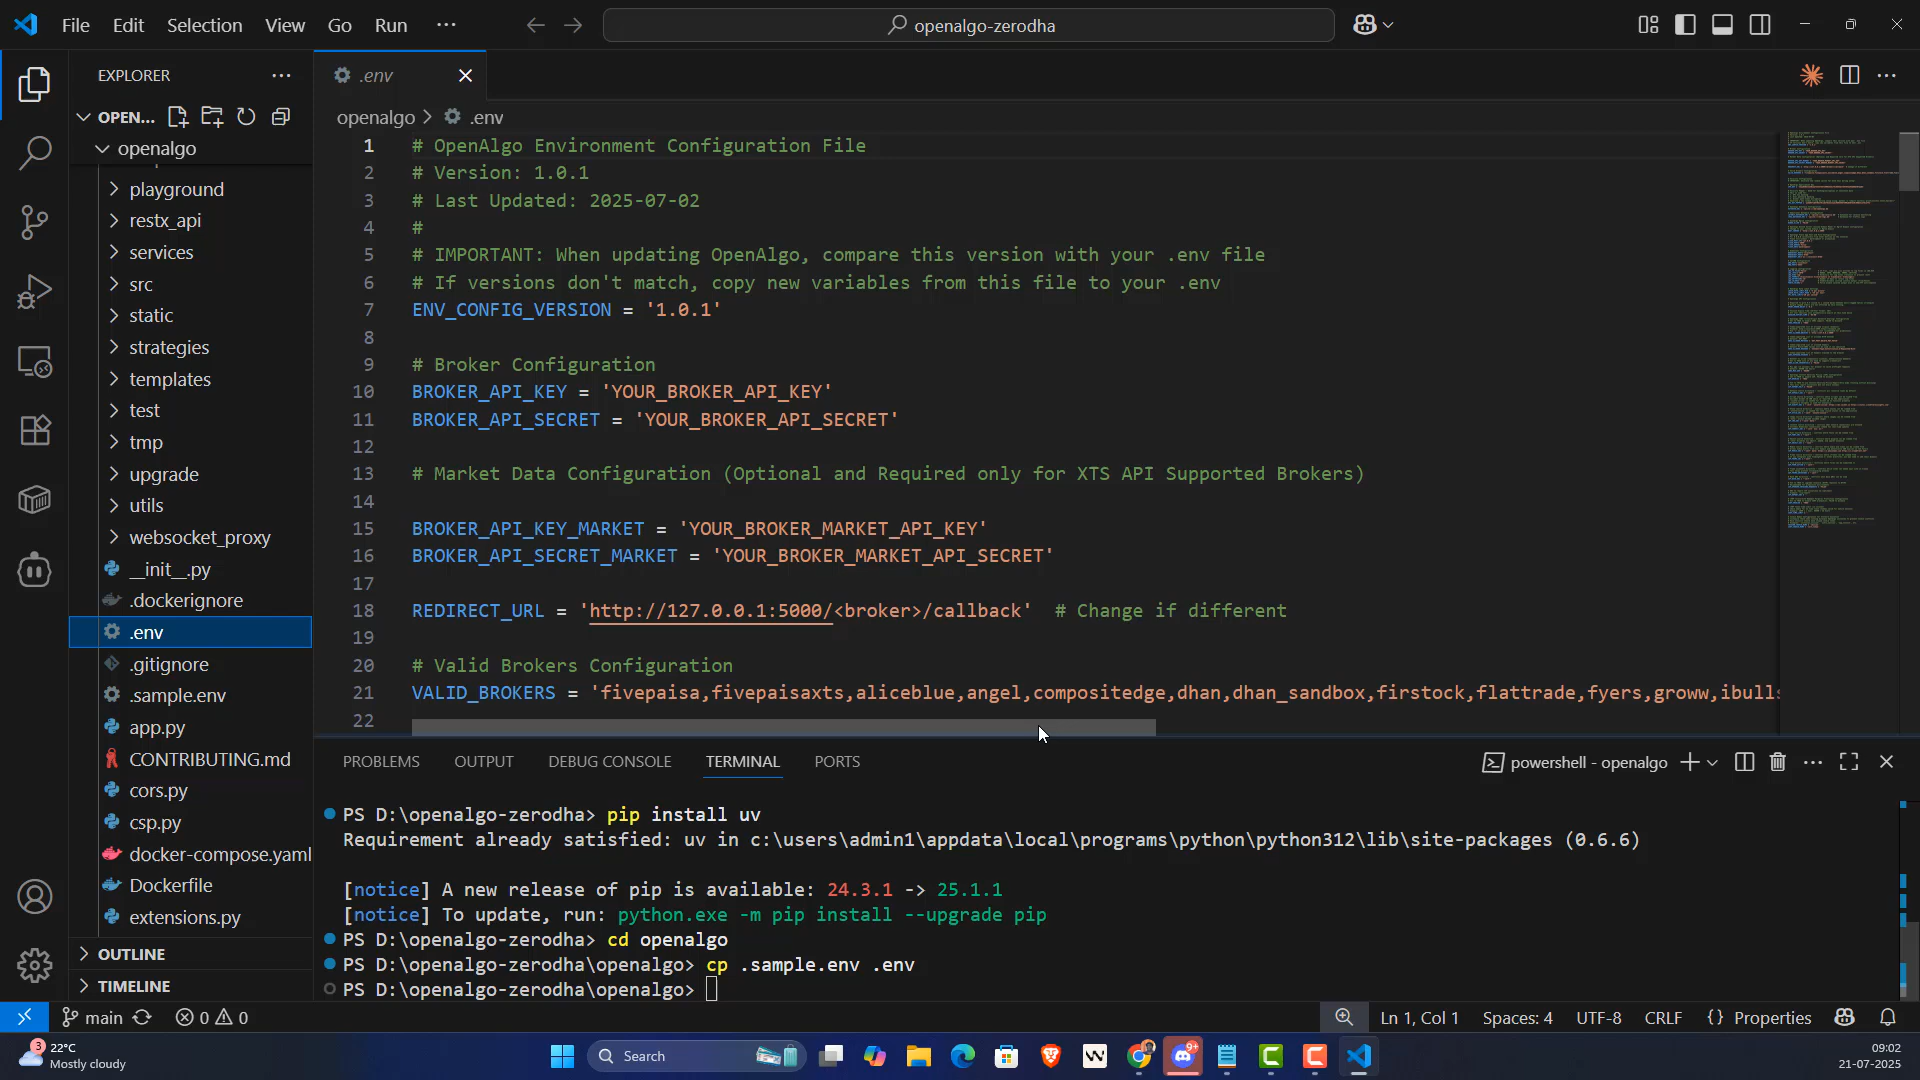 File Edit Selection View Go Run ···
openalgo-zerodha
EXPLORER
OPEN...
openalgo
playground
restx_api
services
src
static
strategies
templates
test
tmp
upgrade
utils
websocket_proxy
__init__.py
.dockerignore
.env
.gitignore
.sample.env
app.py
CONTRIBUTING.md
cors.py
csp.py
docker-compose.yaml
Dockerfile
extensions.py
OUTLINE
TIMELINE
.env
openalgo > .env
1 # OpenAlgo Environment Configuration File
2 # Version: 1.0.1
3 # Last Updated: 2025-07-02
4 #
5 # IMPORTANT: When updating OpenAlgo, compare this version with your .env file
6 # If versions don't match, copy new variables from this file to your .env
7 ENV_CONFIG_VERSION = '1.0.1'
8
9 # Broker Configuration
10 BROKER_API_KEY = 'YOUR_BROKER_API_KEY'
11 BROKER_API_SECRET = 'YOUR_BROKER_API_SECRET'
12
13 # Market Data Configuration (Optional and Required only for XTS API Supported Brokers)
14
15 BROKER_API_KEY_MARKET = 'YOUR_BROKER_MARKET_API_KEY'
16 BROKER_API_SECRET_MARKET = 'YOUR_BROKER_MARKET_API_SECRET'
17
18 REDIRECT_URL = 'http://127.0.0.1:5000/<broker>/callback'  # Change if different
19
20 # Valid Brokers Configuration
21 VALID_BROKERS = 'fivepaisa,fivepaisaxts,aliceblue,angel,compositedge,dhan,dhan_sandbox,firstock,flattrade,fyers,groww,ibulls
22
PROBLEMS OUTPUT DEBUG CONSOLE TERMINAL PORTS
powershell - openalgo
PS D:\openalgo-zerodha> pip install uv
Requirement already satisfied: uv in c:\users\admin1\appdata\local\programs\python\python312\lib\site-packages (0.6.6)
[notice] A new release of pip is available: 24.3.1 -> 25.1.1
[notice] To update, run: python.exe -m pip install --upgrade pip
PS D:\openalgo-zerodha> cd openalgo
PS D:\openalgo-zerodha\openalgo> cp .sample.env .env
PS D:\openalgo-zerodha\openalgo>
main 0 0
Ln 1, Col 1 Spaces: 4 UTF-8 CRLF {} Properties
3
22°C
Mostly cloudy
Search
9+
09:02
21-07-2025